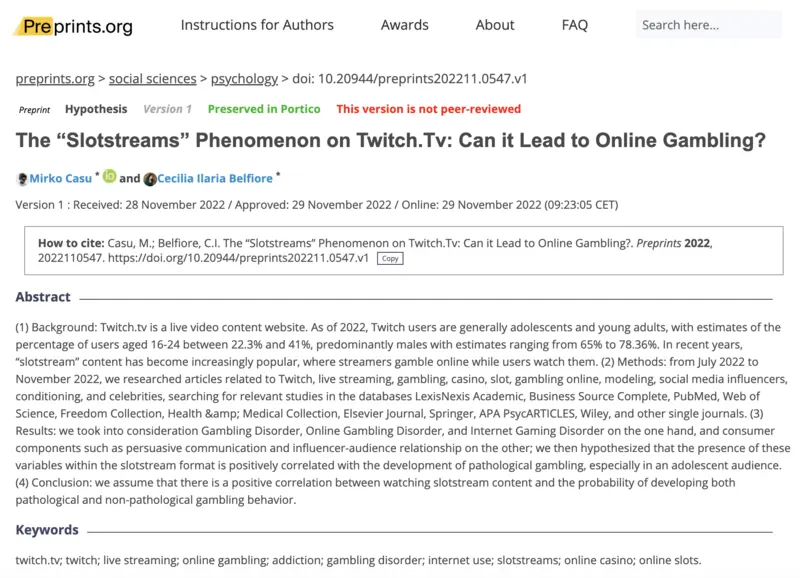 Preprints.org Instructions for Authors Awards About FAQ Search here...
preprints.org > social sciences > psychology > doi: 10.20944/preprints202211.0547.v1
Preprint Hypothesis Version 1 Preserved in Portico This version is not peer-reviewed
The “Slotstreams” Phenomenon on Twitch.Tv: Can it Lead to Online Gambling?
Mirko Casu * iD and Cecilia Ilaria Belfiore *
Version 1 : Received: 28 November 2022 / Approved: 29 November 2022 / Online: 29 November 2022 (09:23:05 CET)
How to cite: Casu, M.; Belfiore, C.I. The “Slotstreams” Phenomenon on Twitch.Tv: Can it Lead to Online Gambling?. Preprints 2022,
2022110547. https://doi.org/10.20944/preprints202211.0547.v1 Copy
Abstract
(1) Background: Twitch.tv is a live video content website. As of 2022, Twitch users are generally adolescents and young adults, with estimates of the
percentage of users aged 16-24 between 22.3% and 41%, predominantly males with estimates ranging from 65% to 78.36%. In recent years,
“slotstream” content has become increasingly popular, where streamers gamble online while users watch them. (2) Methods: from July 2022 to
November 2022, we researched articles related to Twitch, live streaming, gambling, casino, slot, gambling online, modeling, social media influencers,
conditioning, and celebrities, searching for relevant studies in the databases LexisNexis Academic, Business Source Complete, PubMed, Web of
Science, Freedom Collection, Health &amp; Medical Collection, Elsevier Journal, Springer, APA PsycARTICLES, Wiley, and other single journals. (3)
Results: we took into consideration Gambling Disorder, Online Gambling Disorder, and Internet Gaming Disorder on the one hand, and consumer
components such as persuasive communication and influencer-audience relationship on the other; we then hypothesized that the presence of these
variables within the slotstream format is positively correlated with the development of pathological gambling, especially in an adolescent audience.
(4) Conclusion: we assume that there is a positive correlation between watching slotstream content and the probability of developing both
pathological and non-pathological gambling behavior.
Keywords
twitch.tv; twitch; live streaming; online gambling; addiction; gambling disorder; internet use; slotstreams; online casino; online slots.